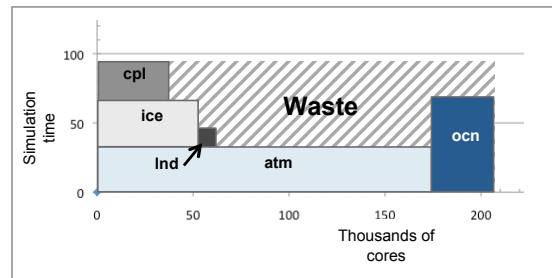 100
cpl
Waste
ice
50
ocn
Simulation
time
lnd
atm
0
0
50
100
150
200
Thousands of
cores